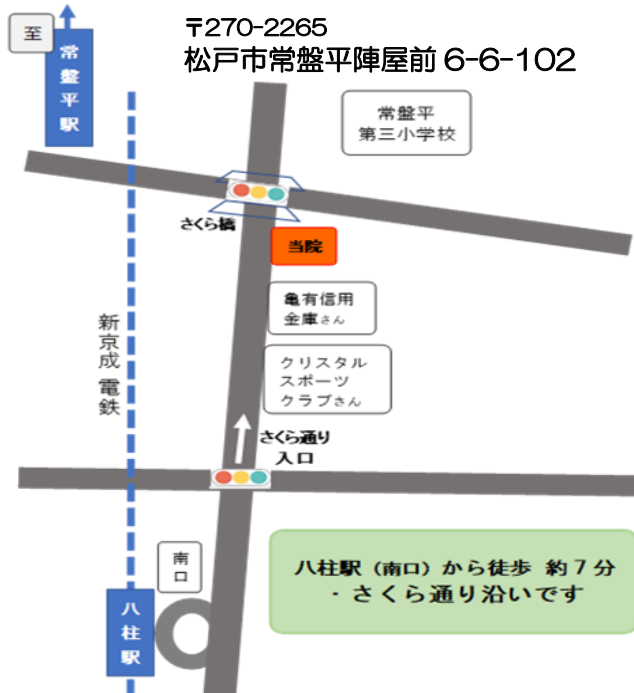 〒270-2265
松戸市常盤平陣屋前 6-6-102
至
常盤平駅
常盤平
第三小学校
さくら橋
当院
亀有信用
金庫さん
クリスタル
スポーツ
クラブさん
新京成 電鉄
さくら通り
入口
南口
八柱駅
八柱駅（南口）から徒歩 約７分
・さくら通り沿いです